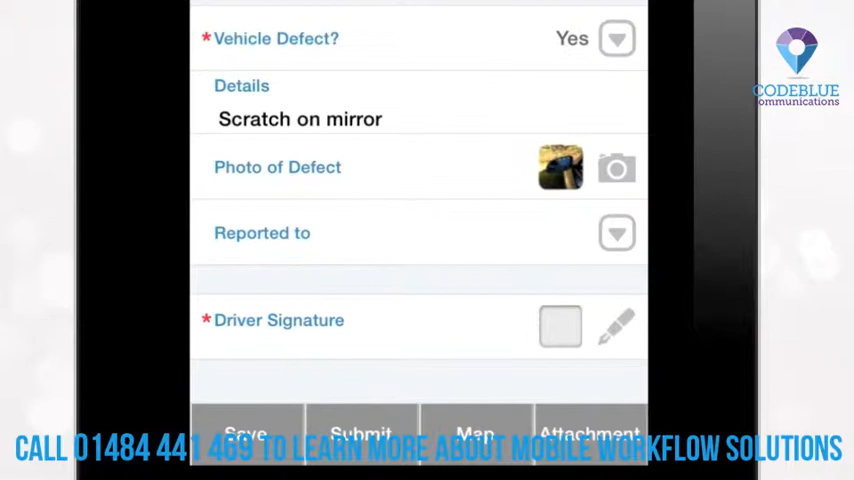 *Vehicle Defect? Yes
Details
Scratch on mirror
Photo of Defect
Reported to
*Driver Signature
Save Submit Map Attachment
CALL 01484 441 469 TO LEARN MORE ABOUT MOBILE WORKFLOW SOLUTIONS
CODEBLUE
communications